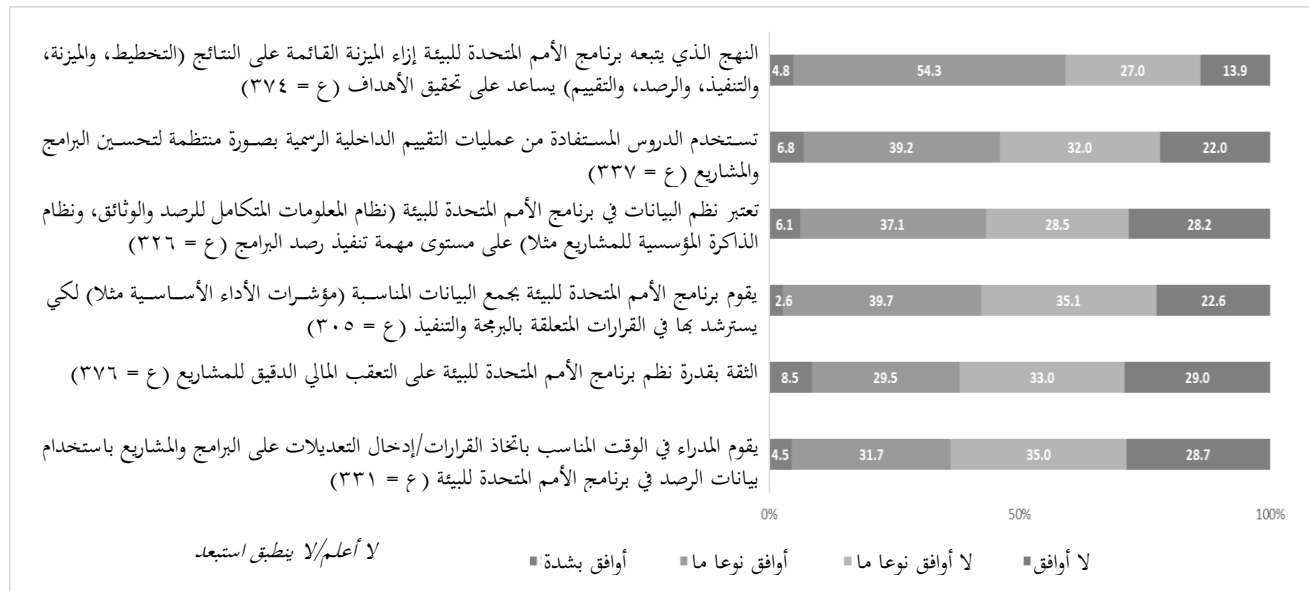 النهج الذي يتبعه برنامج الأمم المتحدة للبيئة إزاء الميزنة القائمة على النتائج (التخطيط، والميزنة،
والتنفيذ، والرصد، والتقييم) يساعد على تحقيق الأهداف (ع = ٣٧٤)
4.8 54.3 27.0 13.9
تستخدم الدروس المستفادة من عمليات التقييم الداخلية الرسمية بصورة منتظمة لتحسين البرامج
والمشاريع (ع = ٣٣٧)
6.8 39.2 32.0 22.0
تعتبر نظم البيانات في برنامج الأمم المتحدة للبيئة (نظام المعلومات المتكامل للرصد والوثائق، ونظام
الذاكرة المؤسسية للمشاريع مثلا) على مستوى مهمة تنفيذ رصد البرامج (ع = ٣٢٦)
6.1 37.1 28.5 28.2
يقوم برنامج الأمم المتحدة للبيئة بجمع البيانات المناسبة (مؤشرات الأداء الأساسية مثلا) لكي
يسترشد بها في القرارات المتعلقة بالبرمجة والتنفيذ (ع = ٣٠٥)
2.6 39.7 35.1 22.6
الثقة بقدرة نظم برنامج الأمم المتحدة للبيئة على التعقب المالي الدقيق للمشاريع (ع = ٣٧٦)
8.5 29.5 33.0 29.0
يقوم المدراء في الوقت المناسب باتخاذ القرارات/إدخال التعديلات على البرامج والمشاريع باستخدام
بيانات الرصد في برنامج الأمم المتحدة للبيئة (ع = ٣٣١)
4.5 31.7 35.0 28.7
0% 50% 100%
لا أوافق لا أوافق نوعا ما أوافق نوعا ما أوافق بشدة
لا أعلم/لا ينطبق استبعد